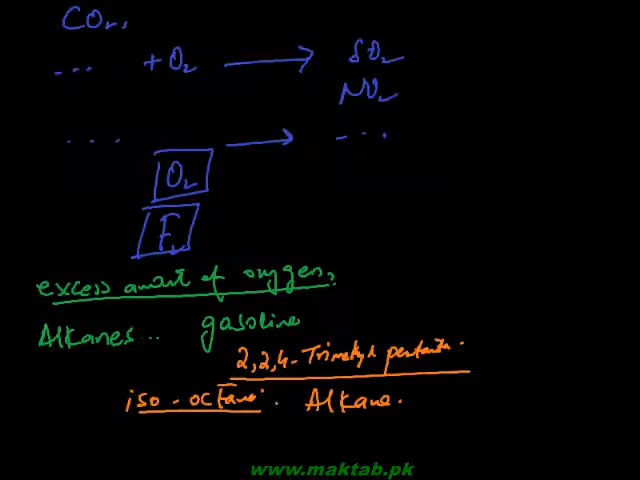 CO₂,
... + O₂ → SO₂
NO₂
.... → ...
O₂
F₂
excess amount of oxygen,
Alkanes... gasoline
2,2,4-Trimethyl pentane.
iso-octane. Alkane.
www.maktab.pk